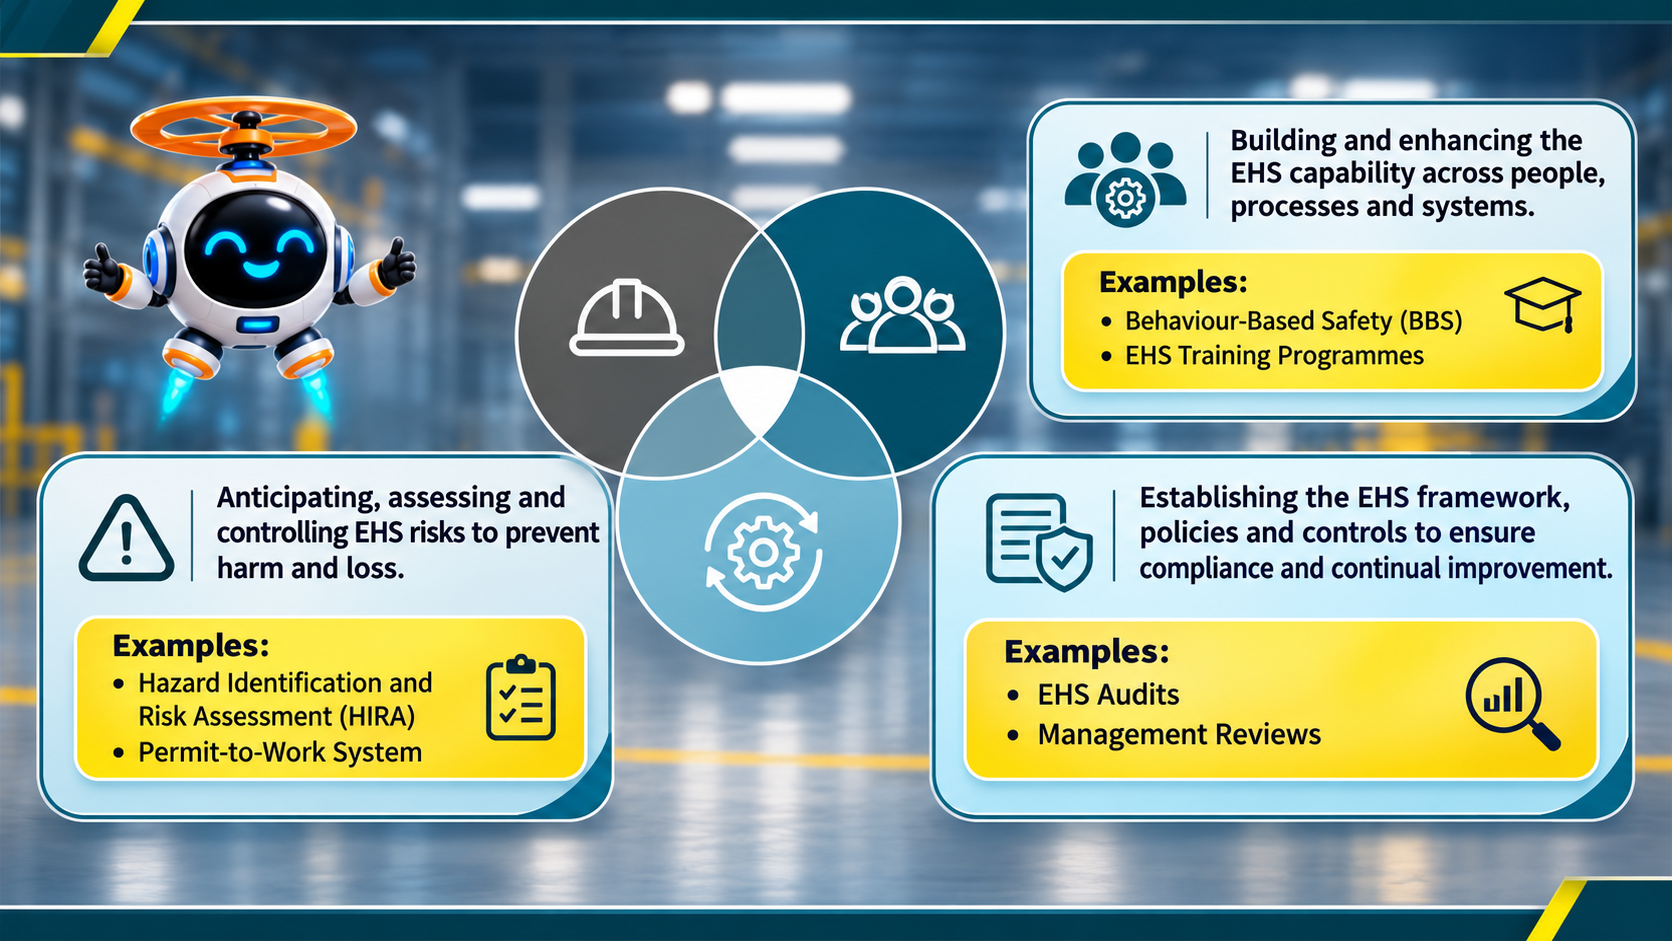 Building and enhancing the
EHS capability across people,
processes and systems.
Examples:
• Behaviour-Based Safety (BBS)
• EHS Training Programmes
Anticipating, assessing and
controlling EHS risks to prevent
harm and loss.
Examples:
• Hazard Identification and
Risk Assessment (HIRA)
• Permit-to-Work System
Establishing the EHS framework,
policies and controls to ensure
compliance and continual improvement.
Examples:
• EHS Audits
• Management Reviews